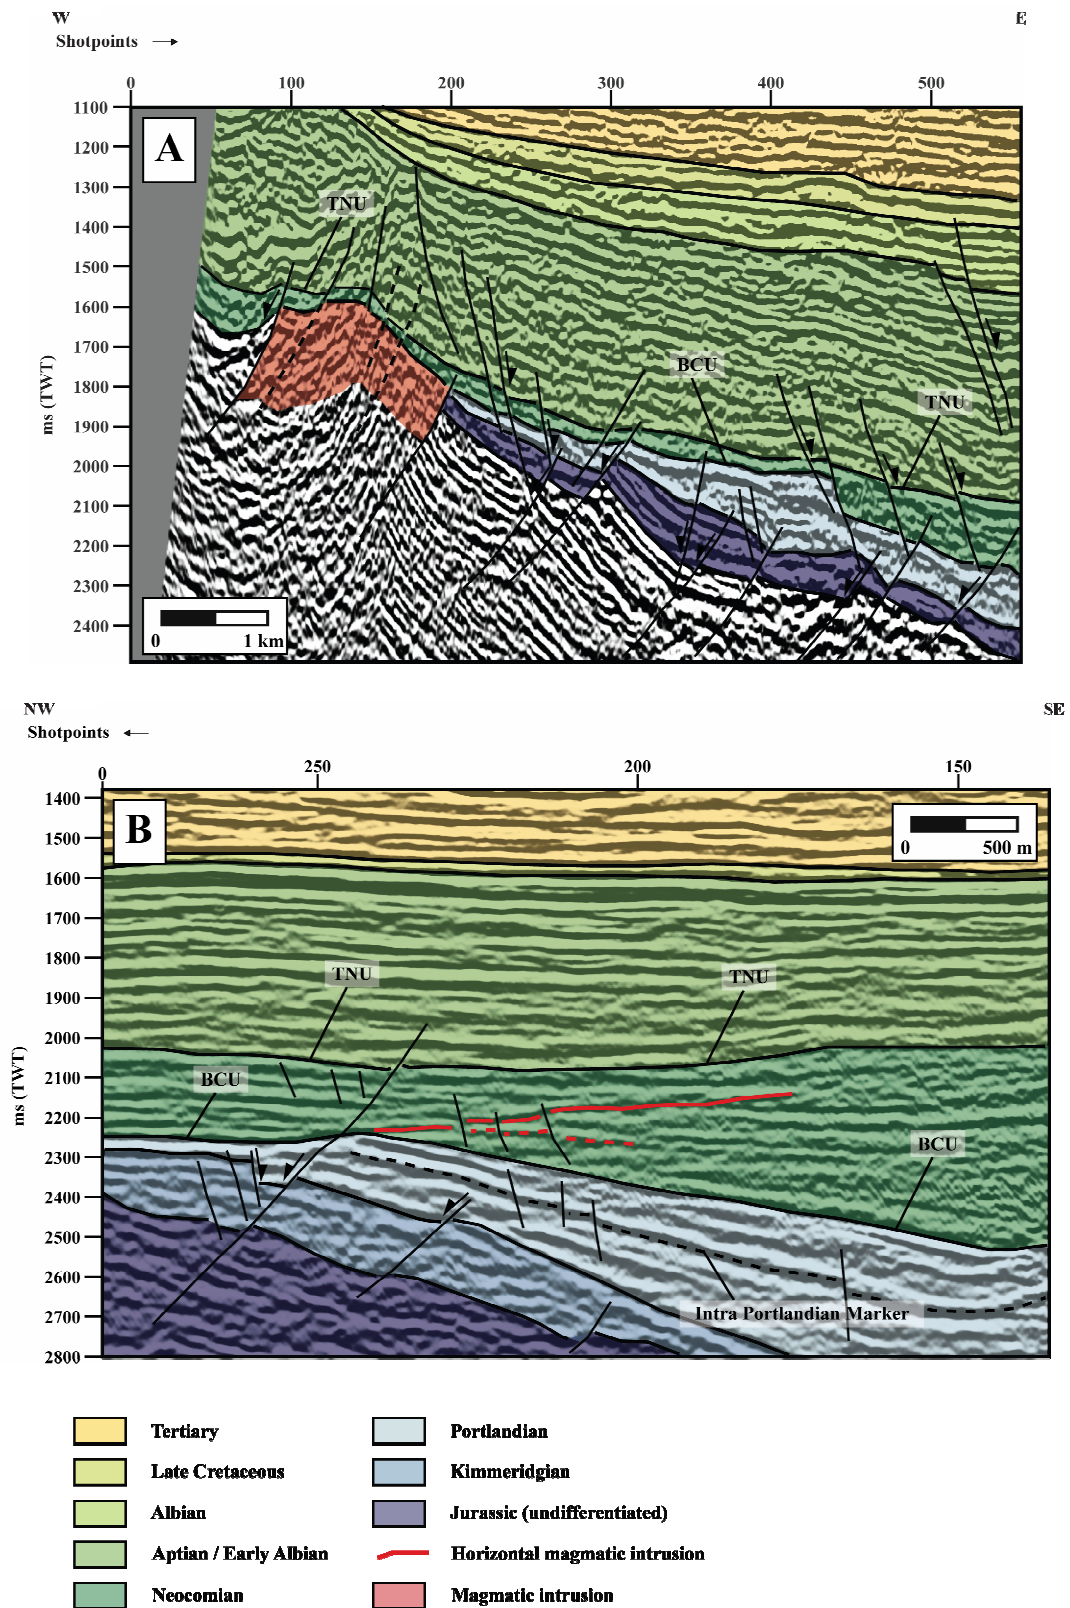 W E
Shotpoints →
0 100 200 300 400 500
1100
A
1200
1300
TNU
1400
1500
1600
1700
BCU
ms (TWT)
1800
TNU
1900
2000
2100
2200
2300
2400
0 1 km
NW SE
Shotpoints ←
0 250 200 150
1400
B
1500
0 500 m
1600
1700
1800
TNU TNU
1900
2000
ms (TWT)
2100
BCU
2200
BCU
2300
2400
2500
2600
2700
Intra Portlandian Marker
2800
Tertiary Portlandian
Late Cretaceous Kimmeridgian
Albian Jurassic (undifferentiated)
Aptian / Early Albian Horizontal magmatic intrusion
Neocomian Magmatic intrusion